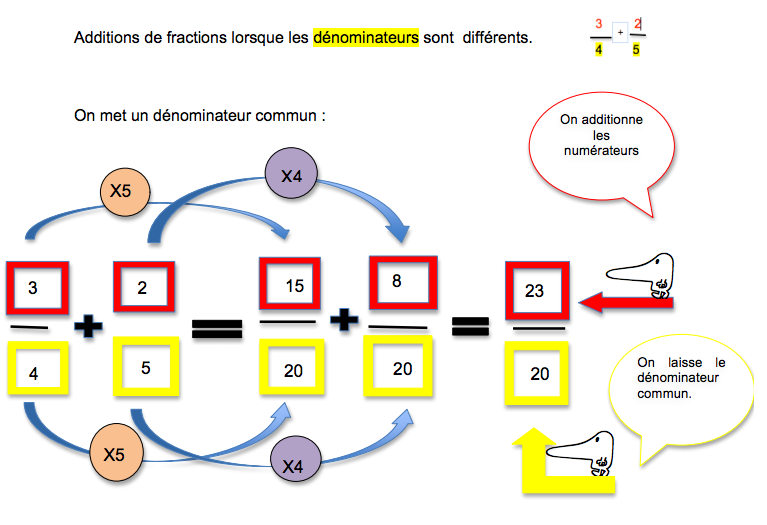 Additions de fractions lorsque les dénominateurs sont différents.
3 2
+
4 5
On met un dénominateur commun :
On additionne
les
numérateurs
X5
X4
3 2 15 8 23
+ = + =
4 5 20 20 20
On laisse le
dénominateur
commun.
X5
X4